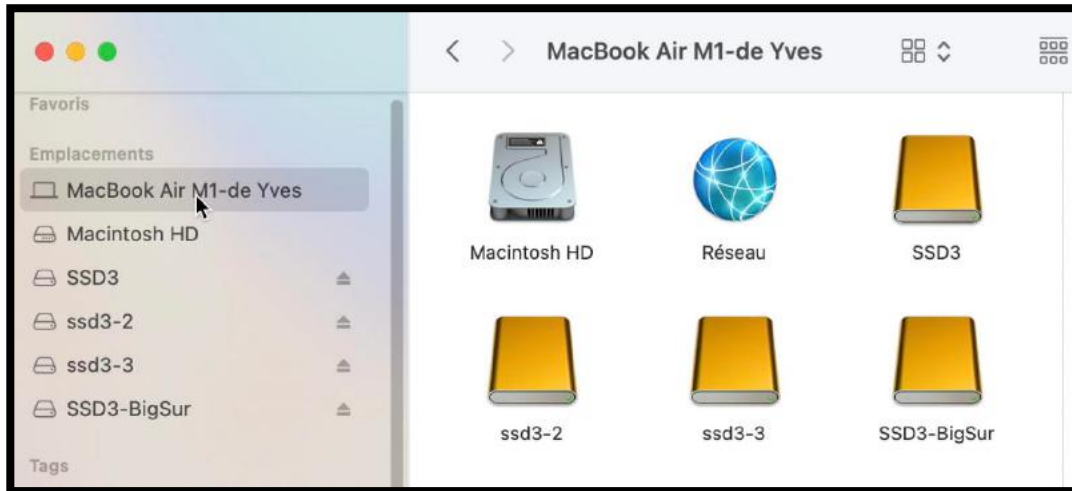 MacBook Air M1-de Yves
Favoris
Emplacements
MacBook Air M1-de Yves
Macintosh HD
SSD3
ssd3-2
ssd3-3
SSD3-BigSur
Tags
Macintosh HD
Réseau
SSD3
ssd3-2
ssd3-3
SSD3-BigSur